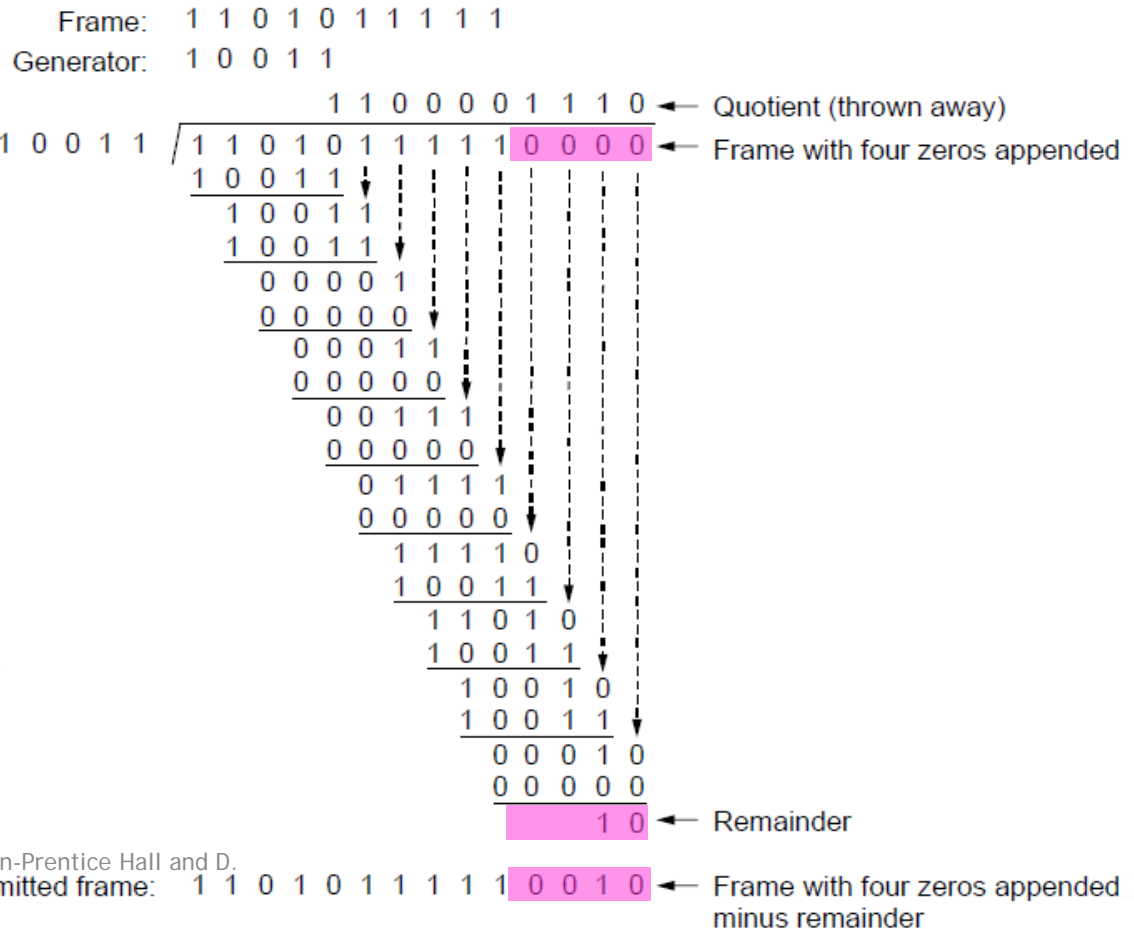 Frame: 1 1 0 1 0 1 1 1 1 1
Generator: 1 0 0 1 1
1 1 0 0 0 0 1 1 1 0 Quotient (thrown away)
1 0 0 1 1 1 1 0 1 0 1 1 1 1 1 0 0 0 0 Frame with four zeros appended
1 0 0 1 1
1 0 0 1 1
1 0 0 1 1
0 0 0 0 1
0 0 0 0 0
0 0 0 1 1
0 0 0 0 0
0 0 1 1 1
0 0 0 0 0
0 1 1 1 1
0 0 0 0 0
1 1 1 1 0
1 0 0 1 1
1 1 0 1 0
1 0 0 1 1
1 0 0 1 0
1 0 0 1 1
0 0 0 1 0
0 0 0 0 0
1 0 Remainder
n-Prentice Hall and D.
mitted frame: 1 1 0 1 0 1 1 1 1 1 0 0 1 0 Frame with four zeros appended
minus remainder